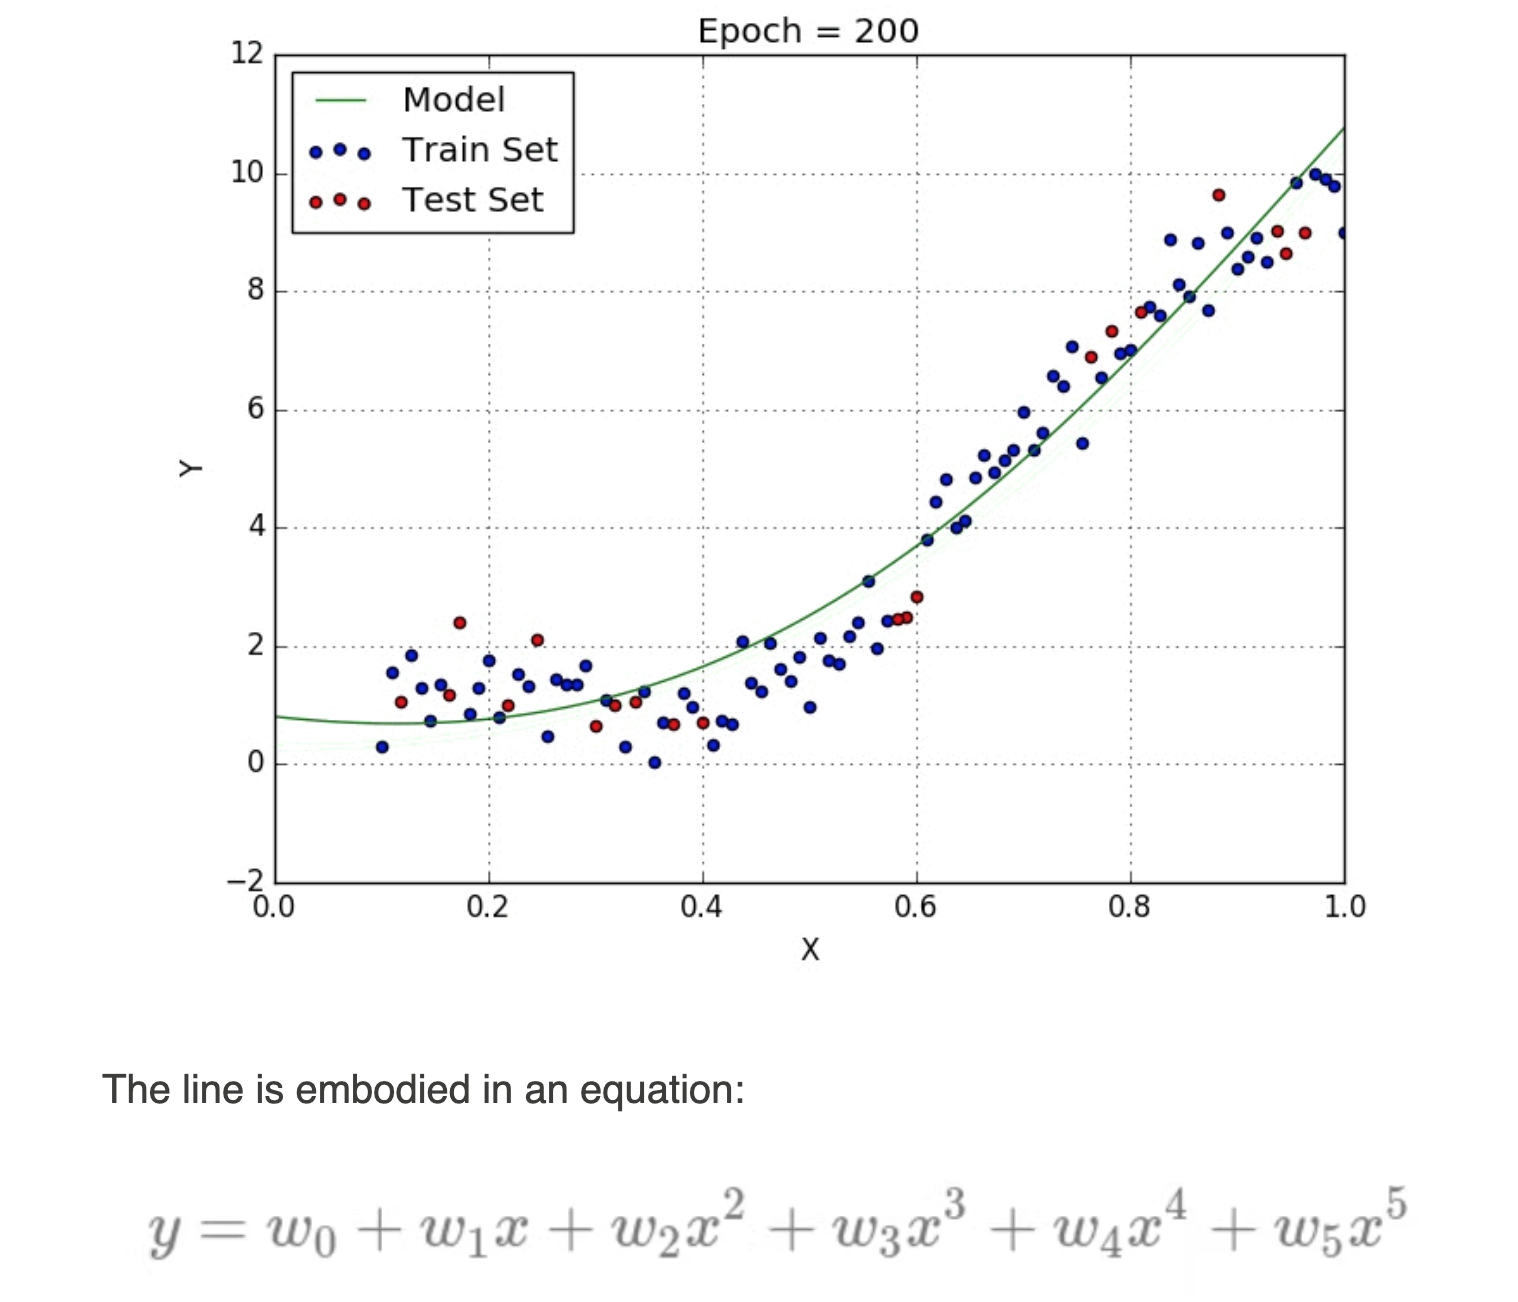 Epoch = 200
12
10
8
6
4
2
0
−2
Model
Train Set
Test Set
Y
0.0 0.2 0.4 0.6 0.8 1.0
X
The line is embodied in an equation:
y = w₀ + w₁x + w₂x² + w₃x³ + w₄x⁴ + w₅x⁵